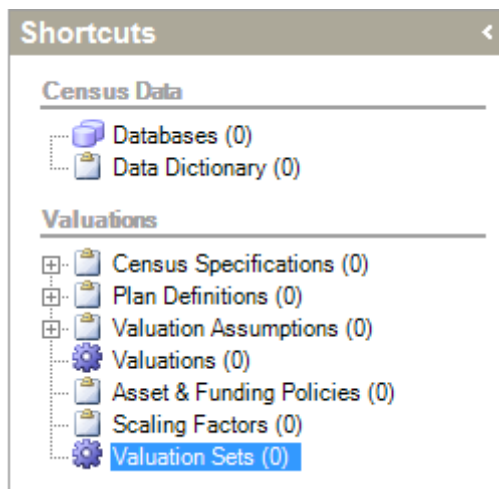 Shortcuts
Census Data
Databases (0)
Data Dictionary (0)
Valuations
Census Specifications (0)
Plan Definitions (0)
Valuation Assumptions (0)
Valuations (0)
Asset & Funding Policies (0)
Scaling Factors (0)
Valuation Sets (0)